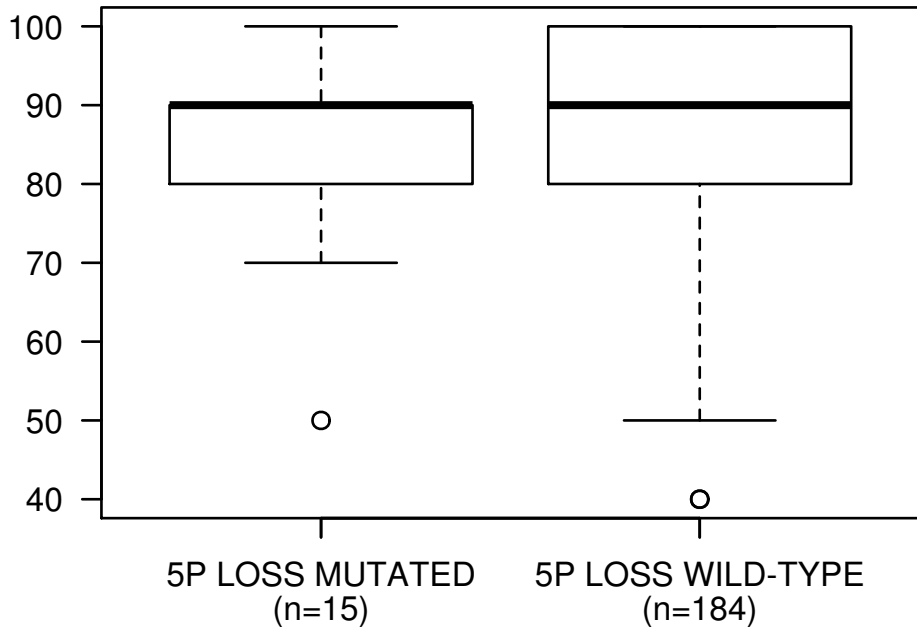 100
90
80
70
60
50
40
5P LOSS MUTATED
(n=15)
5P LOSS WILD-TYPE
(n=184)